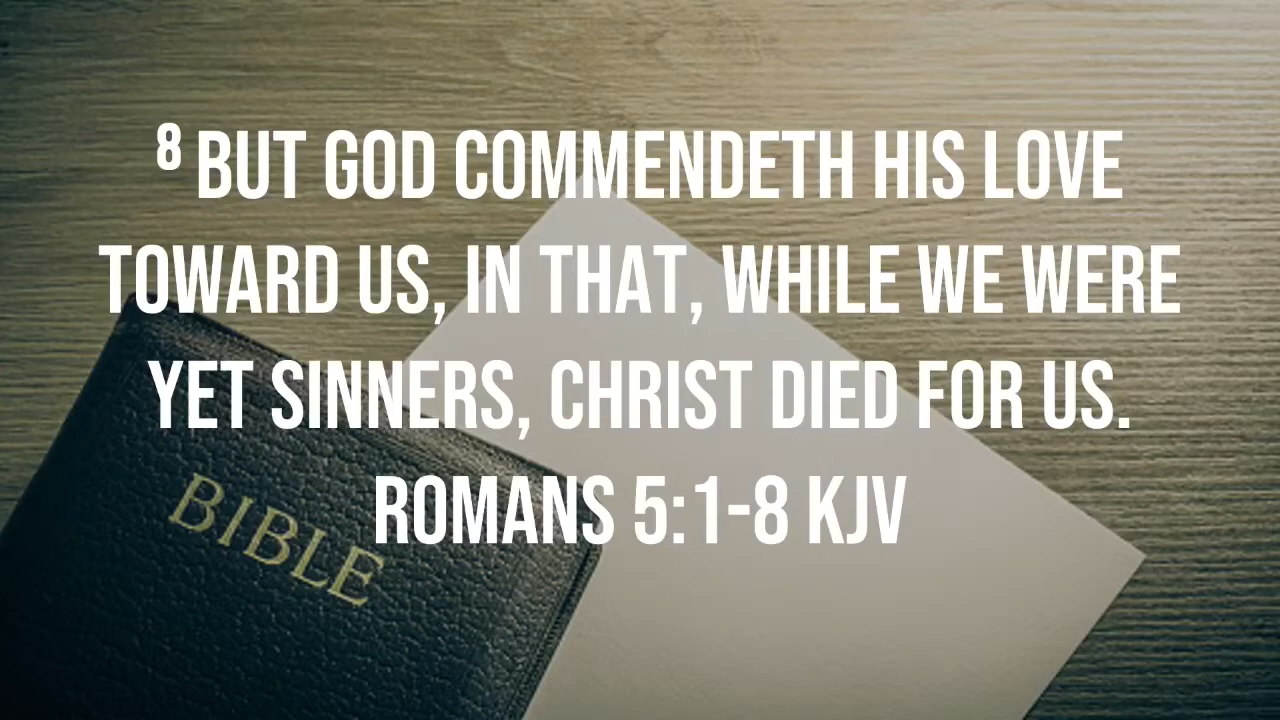 ⁸ BUT GOD COMMENDETH HIS LOVE
TOWARD US, IN THAT, WHILE WE WERE
YET SINNERS, CHRIST DIED FOR US.
ROMANS 5:1-8 KJV
BIBLE